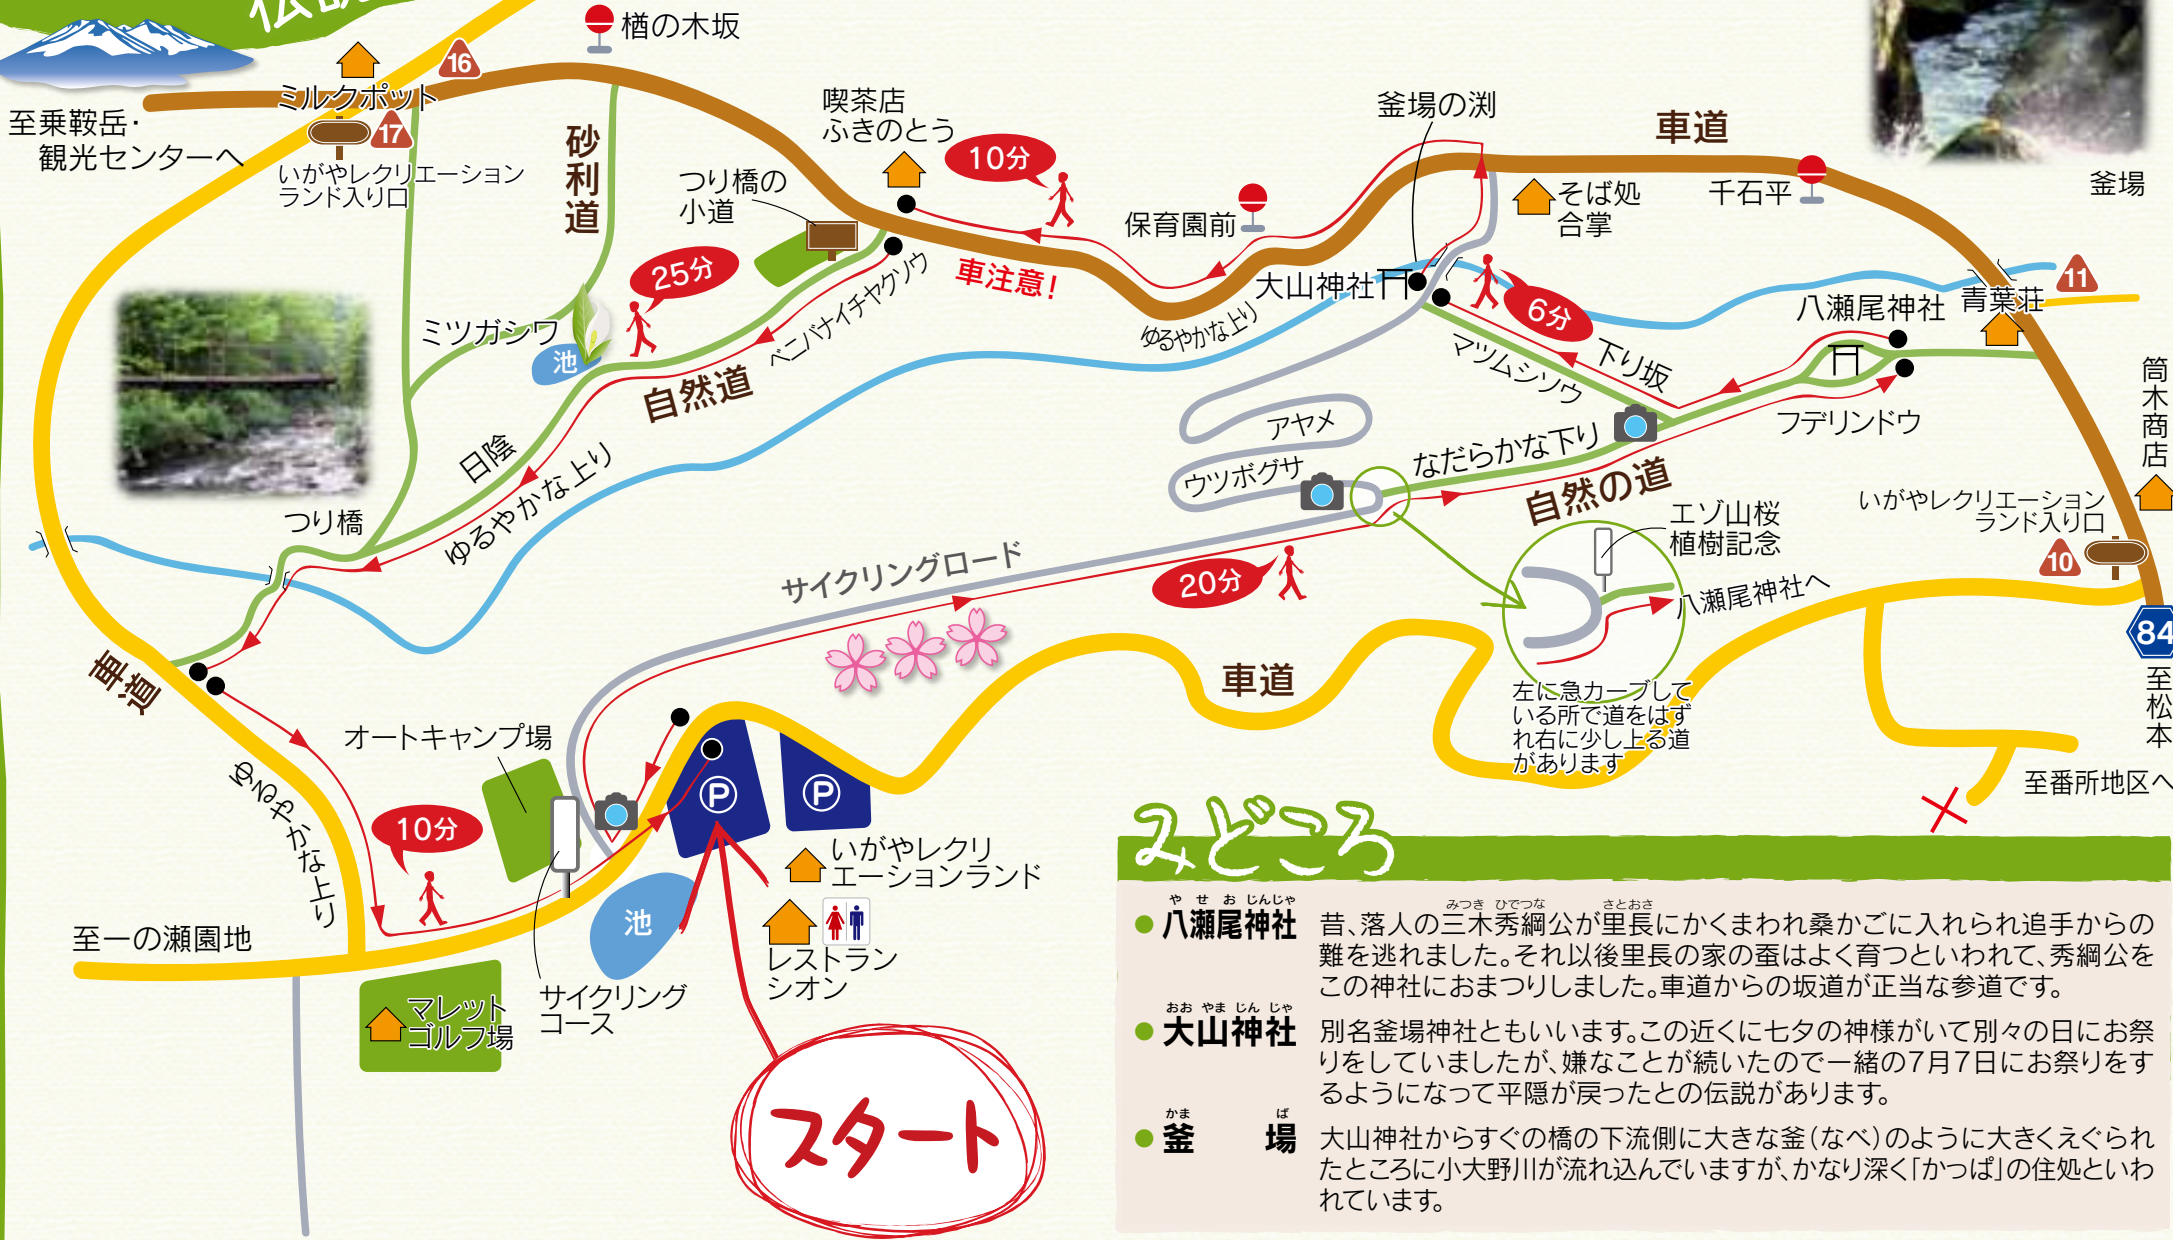 伝説
楢の木坂
16
ミルクポット
17
至乗鞍岳・
観光センターへ
いがやレクリエーション
ランド入り口
砂利道
喫茶店
ふきのとう
10分
つり橋の
小道
25分
車注意!
保育園前
釜場の渕
車道
そば処
合掌
千石平
釜場
大山神社
6分
ゆるやかな上り
八瀬尾神社
青葉荘
11
筒木商店
ミツガシワ
池
ベニバナイチヤクソウ
自然道
マツムシソウ
下り坂
フデリンドウ
日陰
ゆるやかな上り
つり橋
アヤメ
ウツボグサ
なだらかな下り
自然の道
エゾ山桜
植樹記念
八瀬尾神社へ
いがやレクリエーション
ランド入り口
10
84
至松本
サイクリングロード
20分
左に急カーブして
いる所で道をはず
れ右に少し上る道
があります
車道
車道
至番所地区へ
オートキャンプ場
ゆるやかな上り
10分
P
P
いがやレクリ
エーションランド
池
レストラン
シオン
至一の瀬園地
マレット
ゴルフ場
サイクリング
コース
スタート
みどころ
やせおじんじゃ
みつき ひでつな
さとおさ
●八瀬尾神社 昔、落人の三木秀綱公が里長にかくまわれ桑かごに入れられ追手からの
難を逃れました。それ以後里長の家の蚕はよく育つといわれて、秀綱公を
この神社におまつりしました。車道からの坂道が正当な参道です。
おお やま じん じゃ
●大山神社 別名釜場神社ともいいます。この近くに七夕の神様がいて別々の日にお祭
りをしていましたが、嫌なことが続いたので一緒の7月7日にお祭りをす
るようになって平隠が戻ったとの伝説があります。
かま ば
●釜場 大山神社からすぐの橋の下流側に大きな釜(なべ)のように大きくえぐられ
たところに小大野川が流れ込んでいますが、かなり深く「かっぱ」の住処といわ
れています。